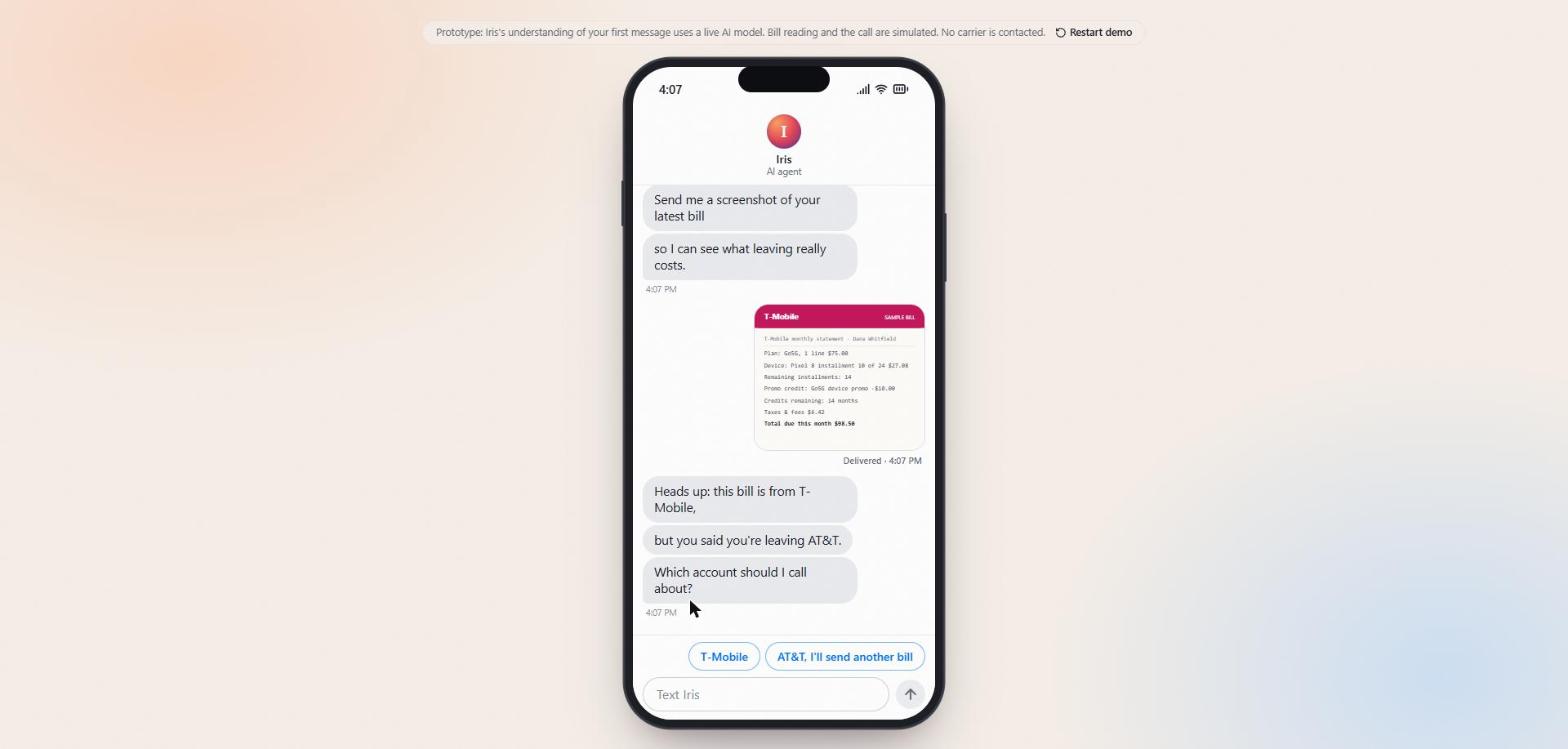 Prototype: Iris's understanding of your first message uses a live AI model. Bill reading and the call are simulated. No carrier is contacted. Restart demo
4:07
I
Iris
AI agent
Send me a screenshot of your
latest bill
so I can see what leaving really
costs.
4:07 PM
T-Mobile SAMPLE BILL
T-Mobile monthly statement - Dana Whitfield
Plan: Go5G, 1 line $75.00
Device: Pixel 8 installment 10 of 24 $27.08
Remaining installments: 14
Promo credit: Go5G device promo -$10.00
Credits remaining: 14 months
Taxes & fees $6.42
Total due this month $98.50
Delivered · 4:07 PM
Heads up: this bill is from T-
Mobile,
but you said you're leaving AT&T.
Which account should I call
about?
4:07 PM
T-Mobile
AT&T, I'll send another bill
Text Iris